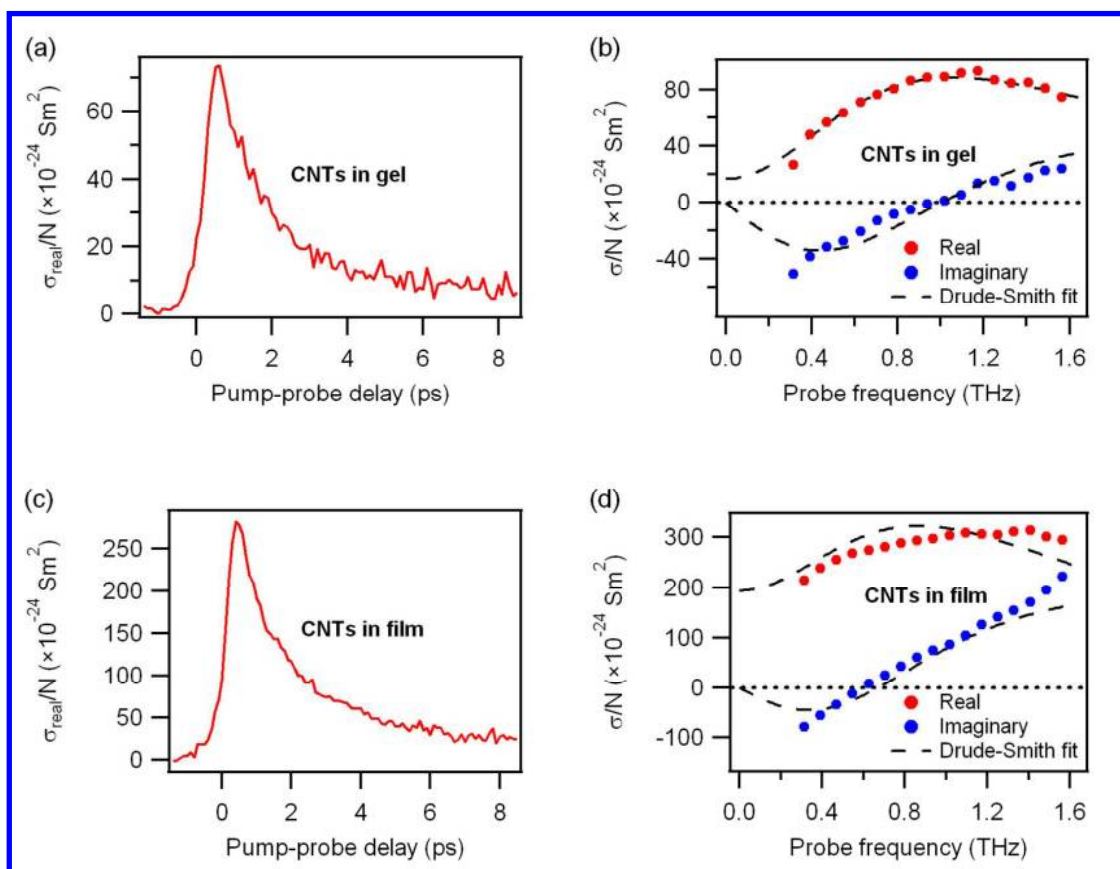 (a)
60
40
20
0
σreal/N (×10⁻²⁴ Sm²)
CNTs in gel
0 2 4 6 8
Pump-probe delay (ps)
(b)
80
40
0
-40
σ/N (×10⁻²⁴ Sm²)
CNTs in gel
Real
Imaginary
Drude-Smith fit
0.0 0.4 0.8 1.2 1.6
Probe frequency (THz)
(c)
250
200
150
100
50
0
σreal/N (×10⁻²⁴ Sm²)
CNTs in film
0 2 4 6 8
Pump-probe delay (ps)
(d)
300
200
100
0
-100
σ/N (×10⁻²⁴ Sm²)
CNTs in film
Real
Imaginary
Drude-Smith fit
0.0 0.4 0.8 1.2 1.6
Probe frequency (THz)